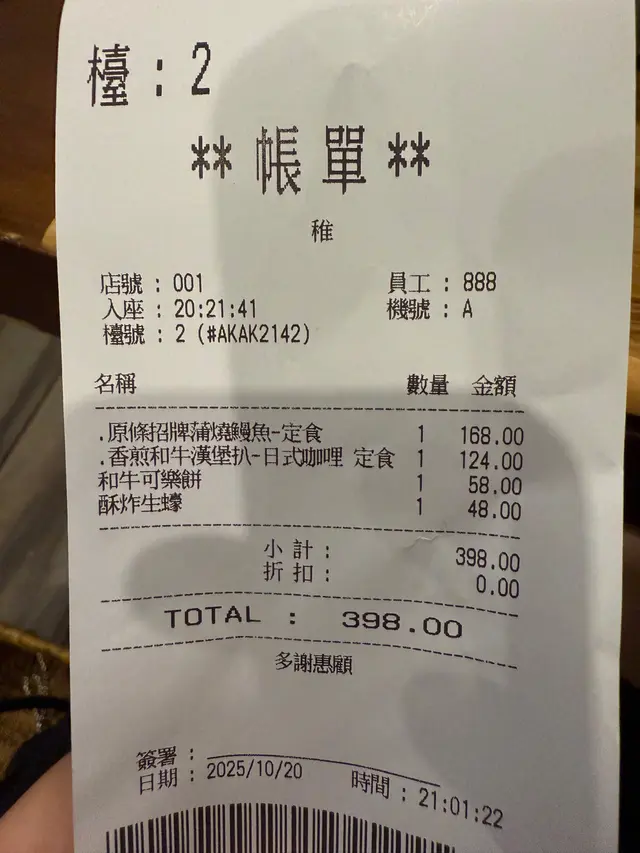 檯 : 2
** 帳單 **
稚
店號 : 001 員工 : 888
入座 : 20:21:41 機號 : A
檯號 : 2 (#AKAK2142)
名稱 數量 金額
.原條招牌蒲燒鰻魚-定食 1 168.00
.香煎和牛漢堡扒-日式咖喱 定食 1 124.00
和牛可樂餅 1 58.00
酥炸生蠔 1 48.00
小計 : 398.00
折扣 : 0.00
TOTAL : 398.00
多謝惠顧
簽署 :
日期 : 2025/10/20 時間 : 21:01:22